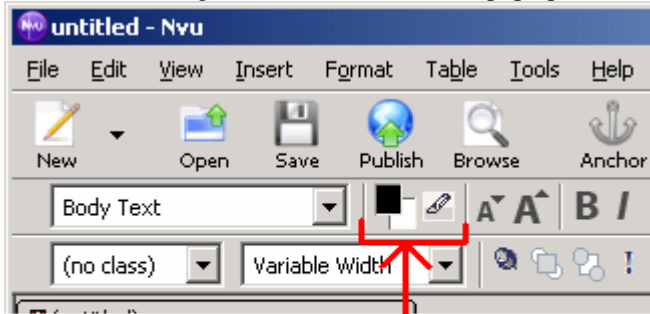 untitled - Nvu
File Edit View Insert Format Table Tools Help
New Open Save Publish Browse Anchor
Body Text A A B I
(no class) Variable Width !